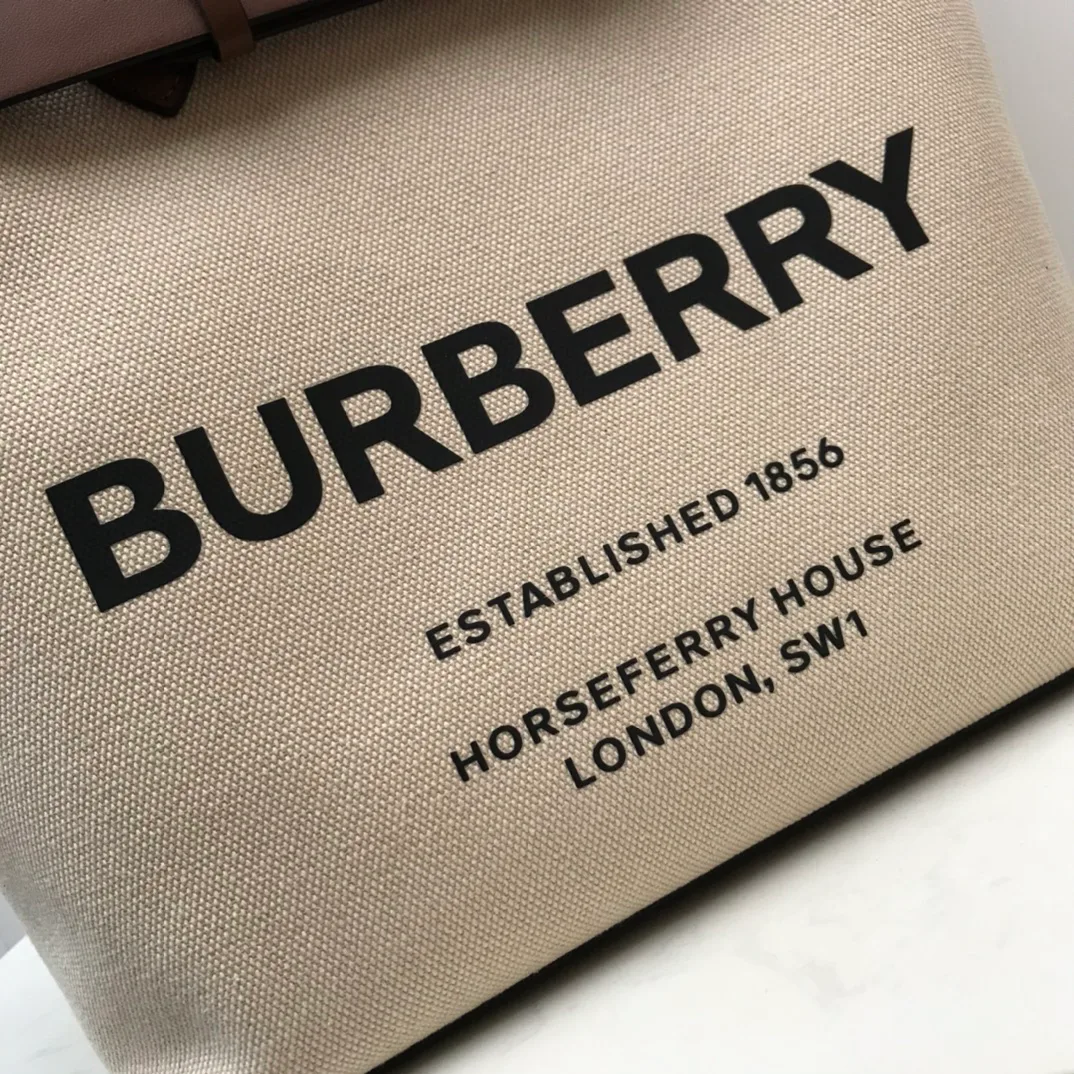 BURBERRY
ESTABLISHED 1856
HORSEFERRY HOUSE
LONDON, SW1